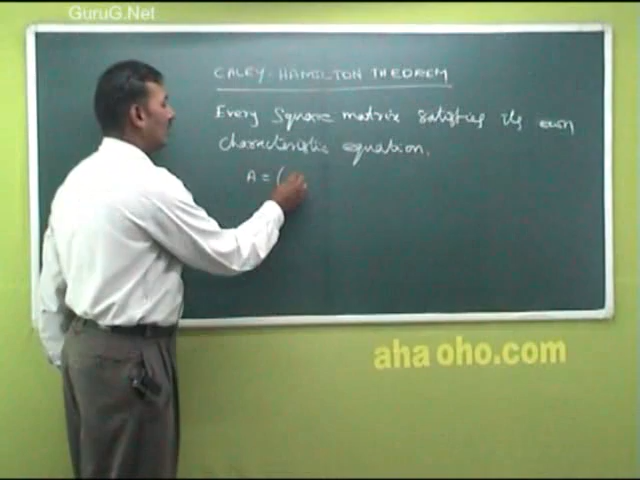 GuruG.Net
CALEY-HAMILTON THEOREM
Every Square matrix satisfies its own
characteristic equation.
A = (
aha oho.com